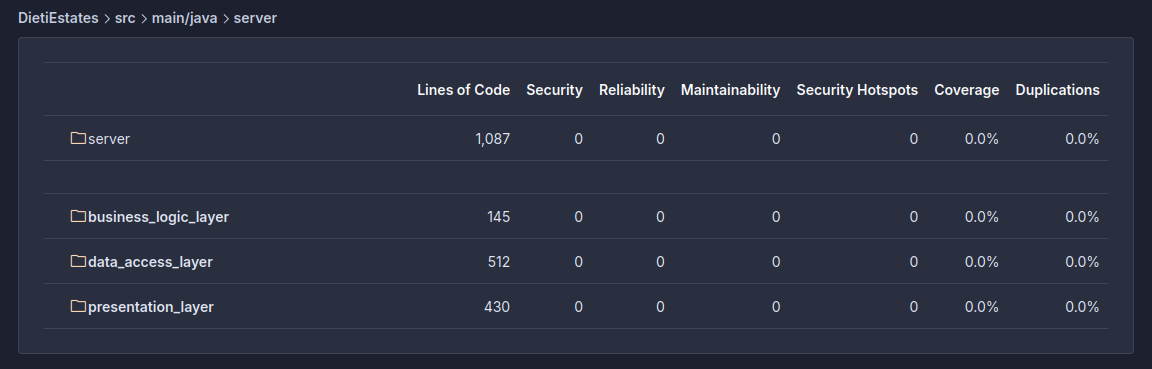 DietiEstates > src > main/java > server
Lines of Code Security Reliability Maintainability Security Hotspots Coverage Duplications
server 1,087 0 0 0 0 0.0% 0.0%
business_logic_layer 145 0 0 0 0 0.0% 0.0%
data_access_layer 512 0 0 0 0 0.0% 0.0%
presentation_layer 430 0 0 0 0 0.0% 0.0%